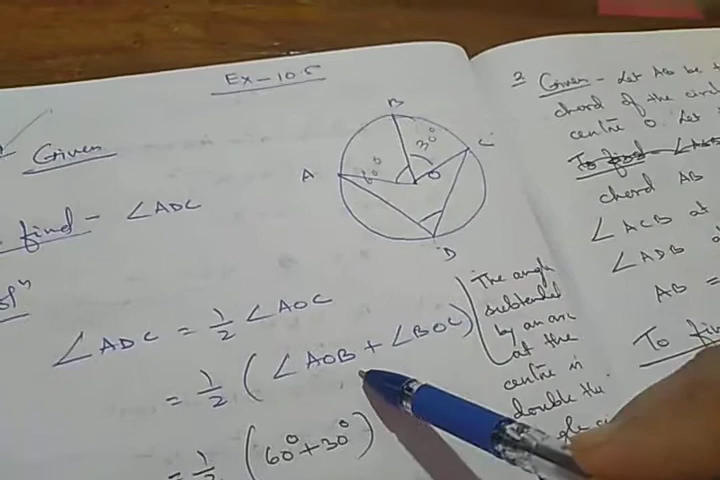 Ex-10.5
Given
find - ∠ADC
B
C
A
D
O
60°
30°
∠ADC = 1/2 ∠AOC
= 1/2 (∠AOB + ∠BOC)
= 1/2 (60° + 30°)
The angle
subtended
by an arc
at the
centre is
double the
2 Given - Let AB be
chord of the
centre O. Let
To find - 
chord AB
∠ACB at
∠ADB
AB =
To